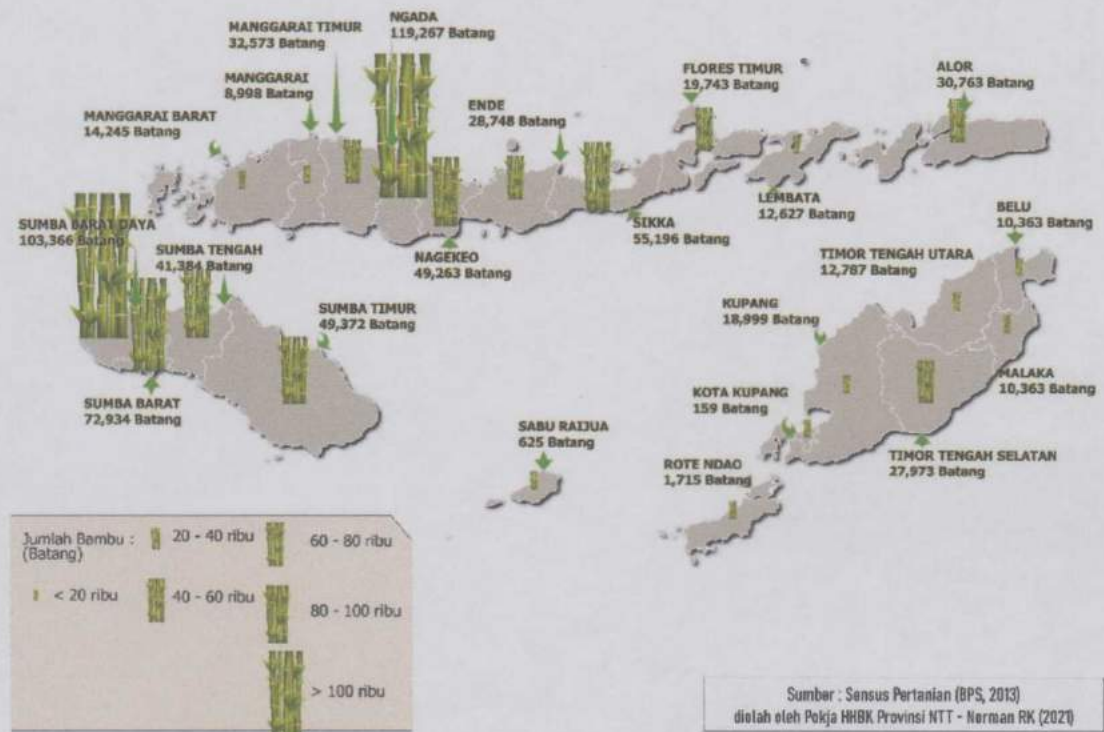 MANGGARAI TIMUR
32,573 Batang
NGADA
119,267 Batang
MANGGARAI
8,998 Batang
MANGGARAI BARAT
14,245 Batang
ENDE
28,748 Batang
FLORES TIMUR
19,743 Batang
ALOR
30,763 Batang
SUMBA BARAT DAYA
103,366 Batang
SUMBA TENGAH
41,384 Batang
NAGEKEO
49,263 Batang
SIKKA
55,196 Batang
LEMBATA
12,627 Batang
BELU
10,363 Batang
TIMOR TENGAH UTARA
12,787 Batang
SUMBA TIMUR
49,372 Batang
KUPANG
18,999 Batang
SUMBA BARAT
72,934 Batang
KOTA KUPANG
159 Batang
MALAKA
10,363 Batang
SABU RAIJUA
625 Batang
ROTE NDAO
1,715 Batang
TIMOR TENGAH SELATAN
27,973 Batang
Jumlah Bambu :
(Batang)
< 20 ribu
20 - 40 ribu
40 - 60 ribu
60 - 80 ribu
80 - 100 ribu
> 100 ribu
Sumber : Sensus Pertanian (BPS, 2013)
diolah oleh Pokja HHBK Provinsi NTT - Norman RK (2021)